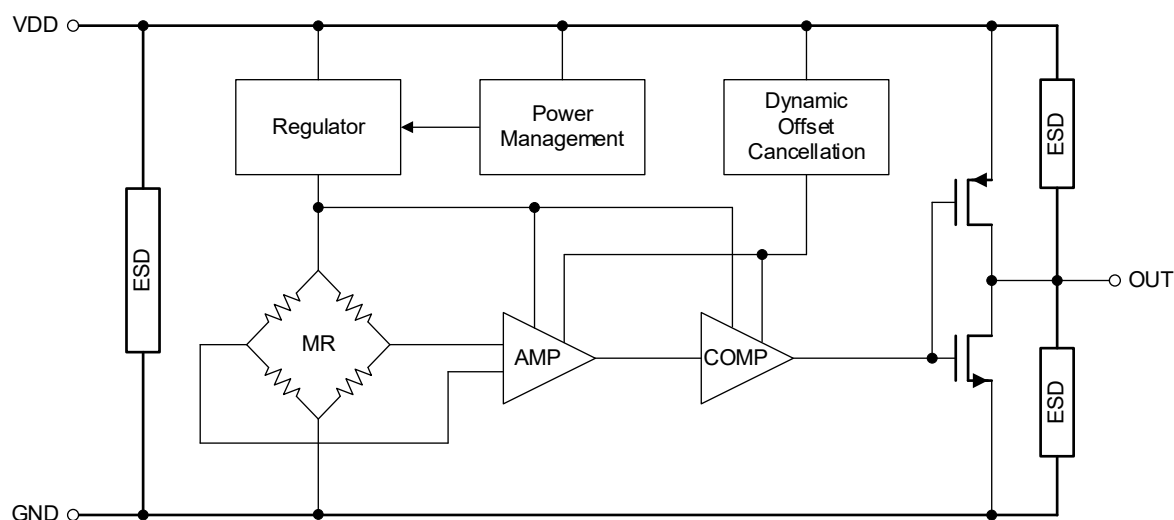 VDD
Regulator
Power
Management
Dynamic
Offset
Cancellation
ESD
ESD
OUT
MR
AMP
COMP
ESD
GND